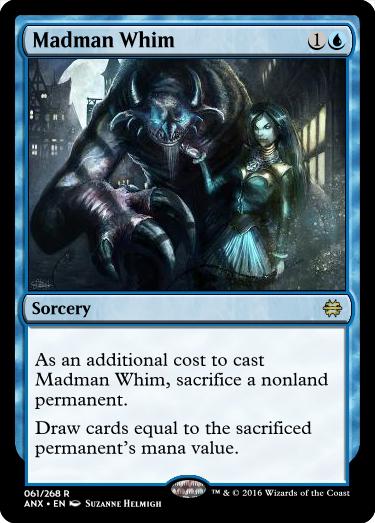 Madman Whim 1
Sorcery
As an additional cost to cast
Madman Whim, sacrifice a nonland
permanent.
Draw cards equal to the sacrificed
permanent's mana value.
061/268 R
ANX • EN SUZANNE HELMIGH
™ & © 2016 Wizards of the Coast